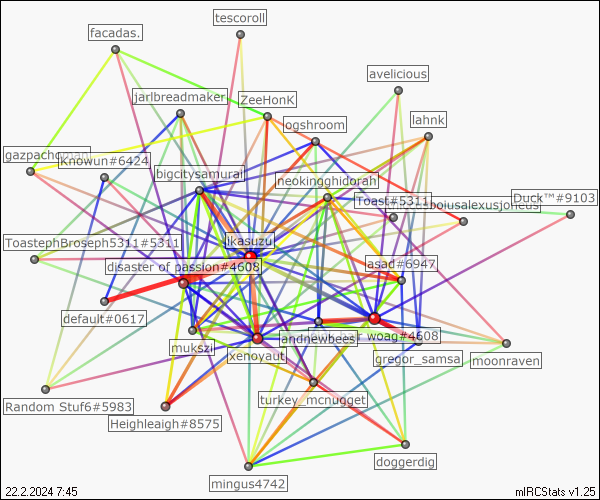 tescoroll
facadas.
avelicious
jarlbreadmaker
ZeeHonK
lahnk
ogshroom
gazpacho
Knowun#6424
bigcitysamurai
neokingghidorah
Duck™#9103
Toast#5311
ToastephBroseph5311#5311
ikasuzu
disaster of passion#4608
asad#6947
default#0617
mukszi
andnewbees
woag#4608
xenoyaut
gregor_samsa
moonraven
Random Stuf6#5983
turkey_mcnugget
Heighleaigh#8575
doggerdig
mingus4742
22.2.2024 7:45
mIRCStats v1.25